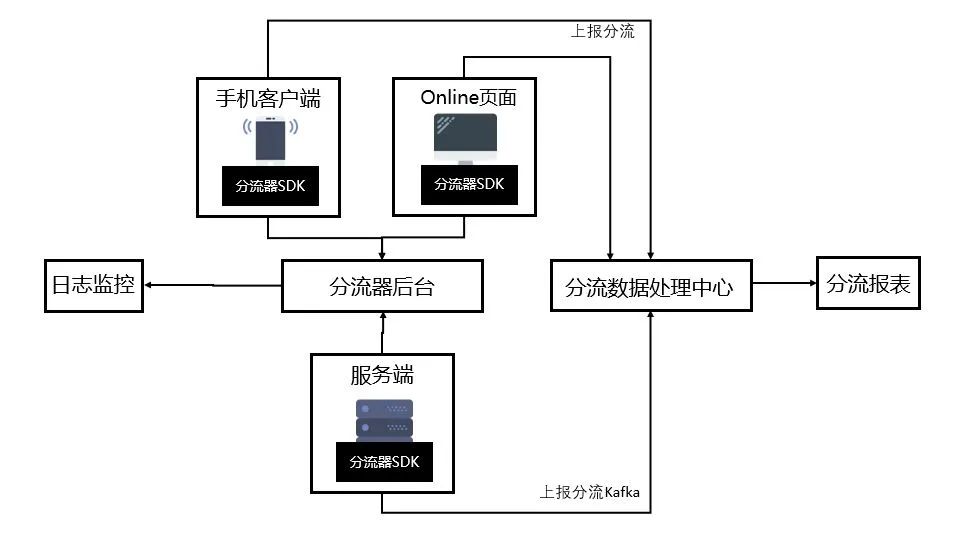 上报分流
手机客户端
Online页面
分流器SDK
分流器SDK
日志监控
分流器后台
分流数据处理中心
分流报表
服务端
分流器SDK
上报分流Kafka